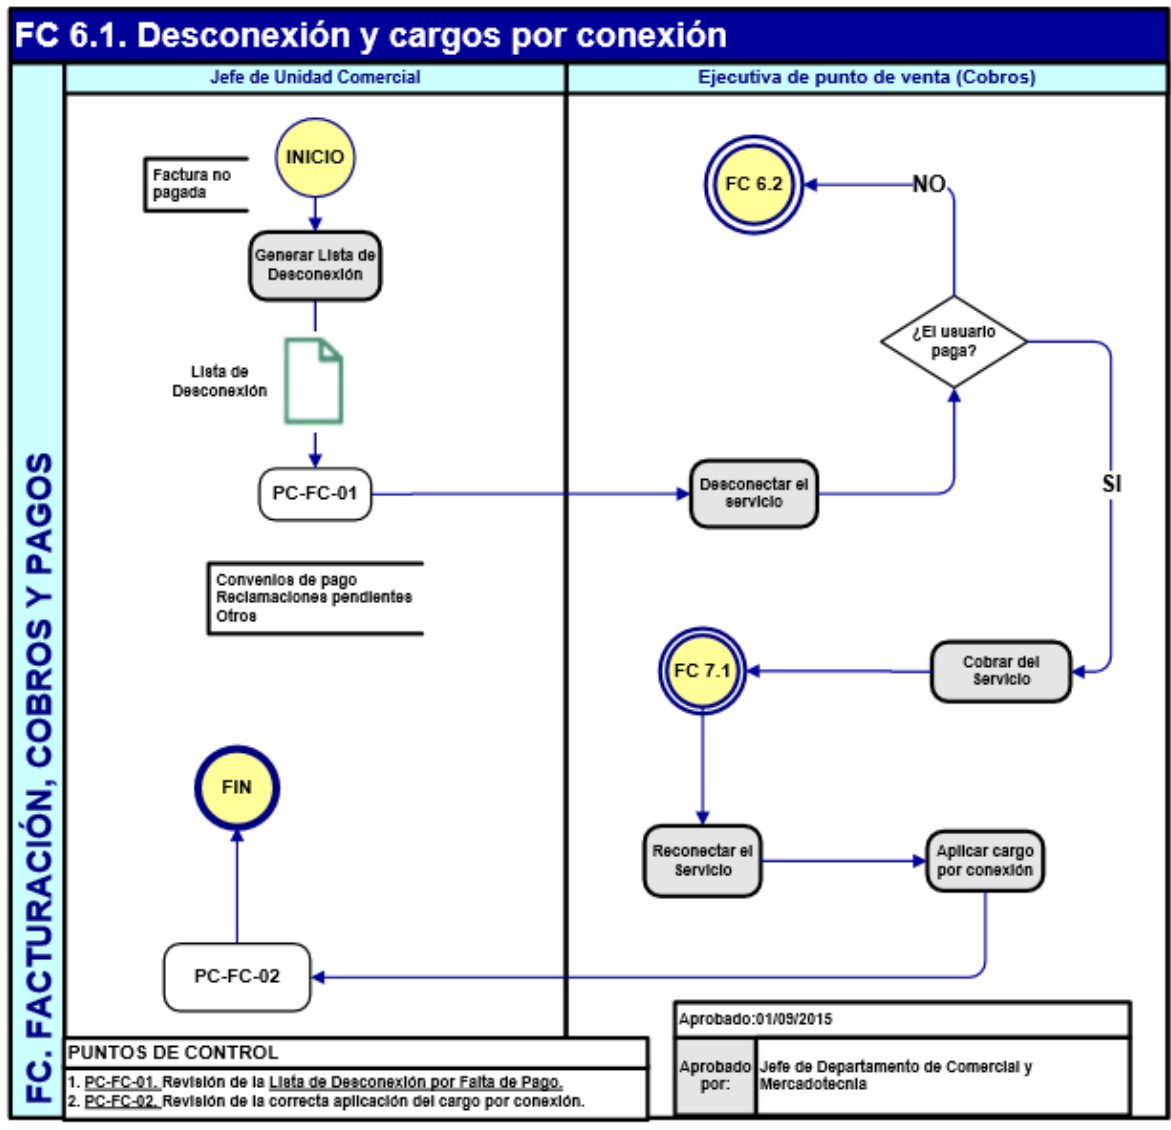 FC 6.1. Desconexión y cargos por conexión
FC. FACTURACIÓN, COBROS Y PAGOS
Jefe de Unidad Comercial
Ejecutiva de punto de venta (Cobros)
INICIO
Factura no
pagada
Generar Lista de
Desconexión
Lista de
Desconexión
PC-FC-01
Convenios de pago
Reclamaciones pendientes
Otros
FC 6.2
NO
¿El usuario
paga?
SI
Desconectar el
servicio
Cobrar del
Servicio
FC 7.1
Reconectar el
Servicio
Aplicar cargo
por conexión
FIN
PC-FC-02
PUNTOS DE CONTROL
1. PC-FC-01. Revisión de la Lista de Desconexión por Falta de Pago.
2. PC-FC-02. Revisión de la correcta aplicación del cargo por conexión.
Aprobado:01/09/2015
Aprobado
por:
Jefe de Departamento de Comercial y
Mercadotecnia